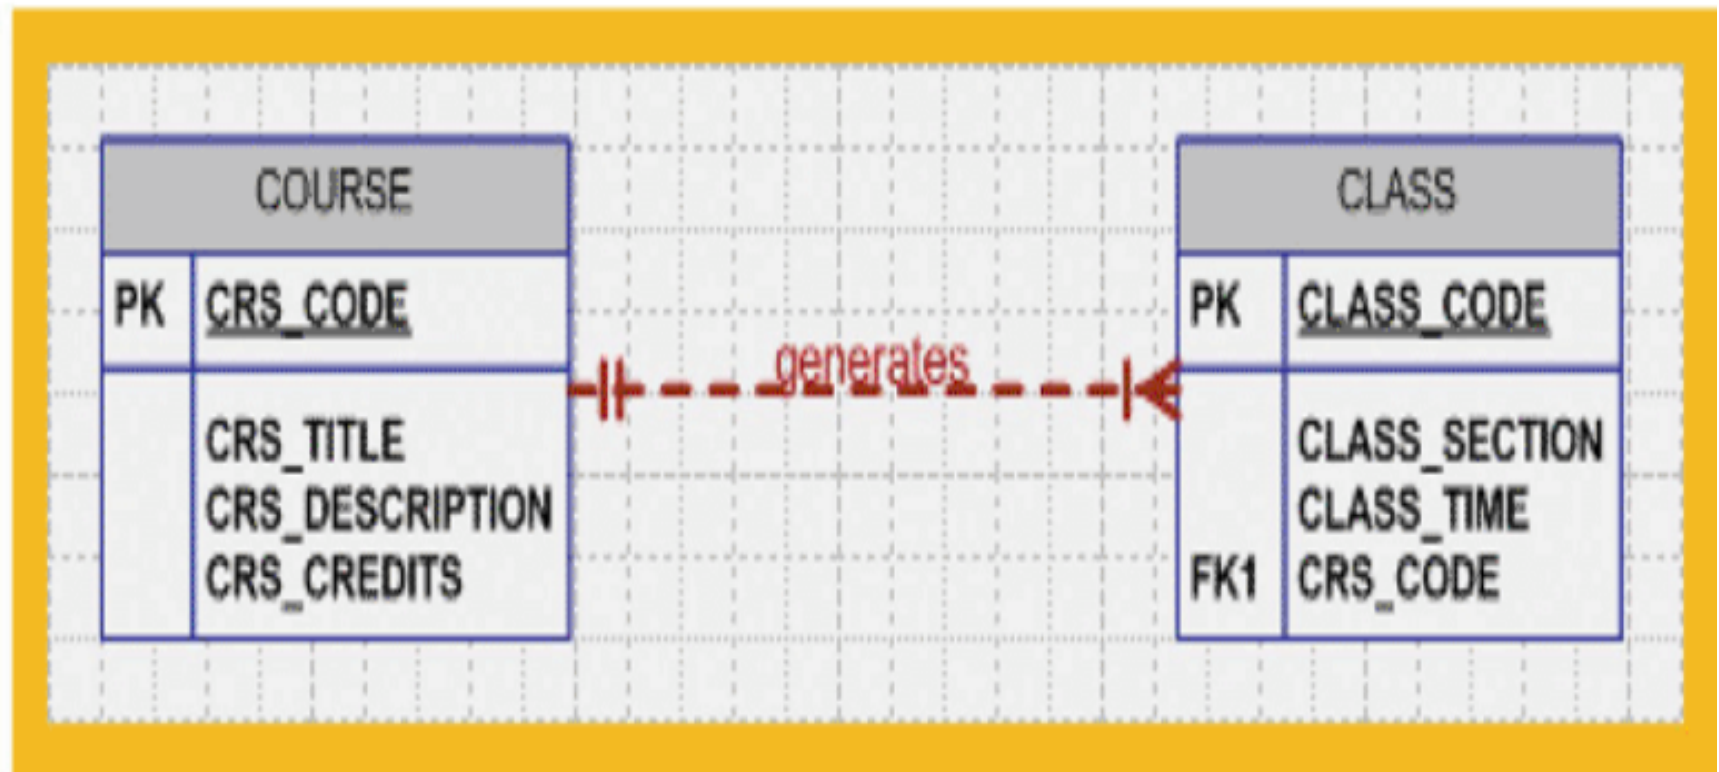 COURSE
PK CRS_CODE
CRS_TITLE
CRS_DESCRIPTION
CRS_CREDITS
generates
CLASS
PK CLASS_CODE
CLASS_SECTION
CLASS_TIME
FK1 CRS_CODE